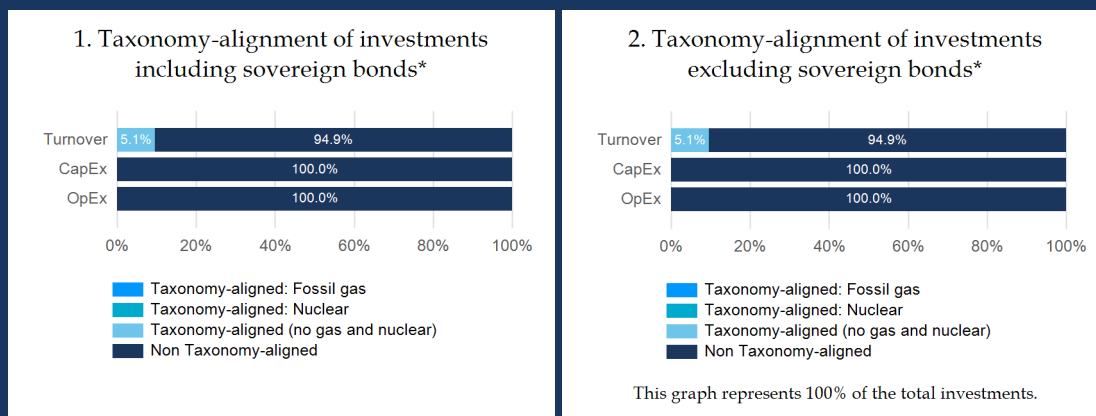 1. Taxonomy-alignment of investments
including sovereign bonds*
Turnover 5.1% 94.9%
CapEx 100.0%
OpEx 100.0%
0% 20% 40% 60% 80% 100%
Taxonomy-aligned: Fossil gas
Taxonomy-aligned: Nuclear
Taxonomy-aligned (no gas and nuclear)
Non Taxonomy-aligned
2. Taxonomy-alignment of investments
excluding sovereign bonds*
Turnover 5.1% 94.9%
CapEx 100.0%
OpEx 100.0%
0% 20% 40% 60% 80% 100%
Taxonomy-aligned: Fossil gas
Taxonomy-aligned: Nuclear
Taxonomy-aligned (no gas and nuclear)
Non Taxonomy-aligned
This graph represents 100% of the total investments.